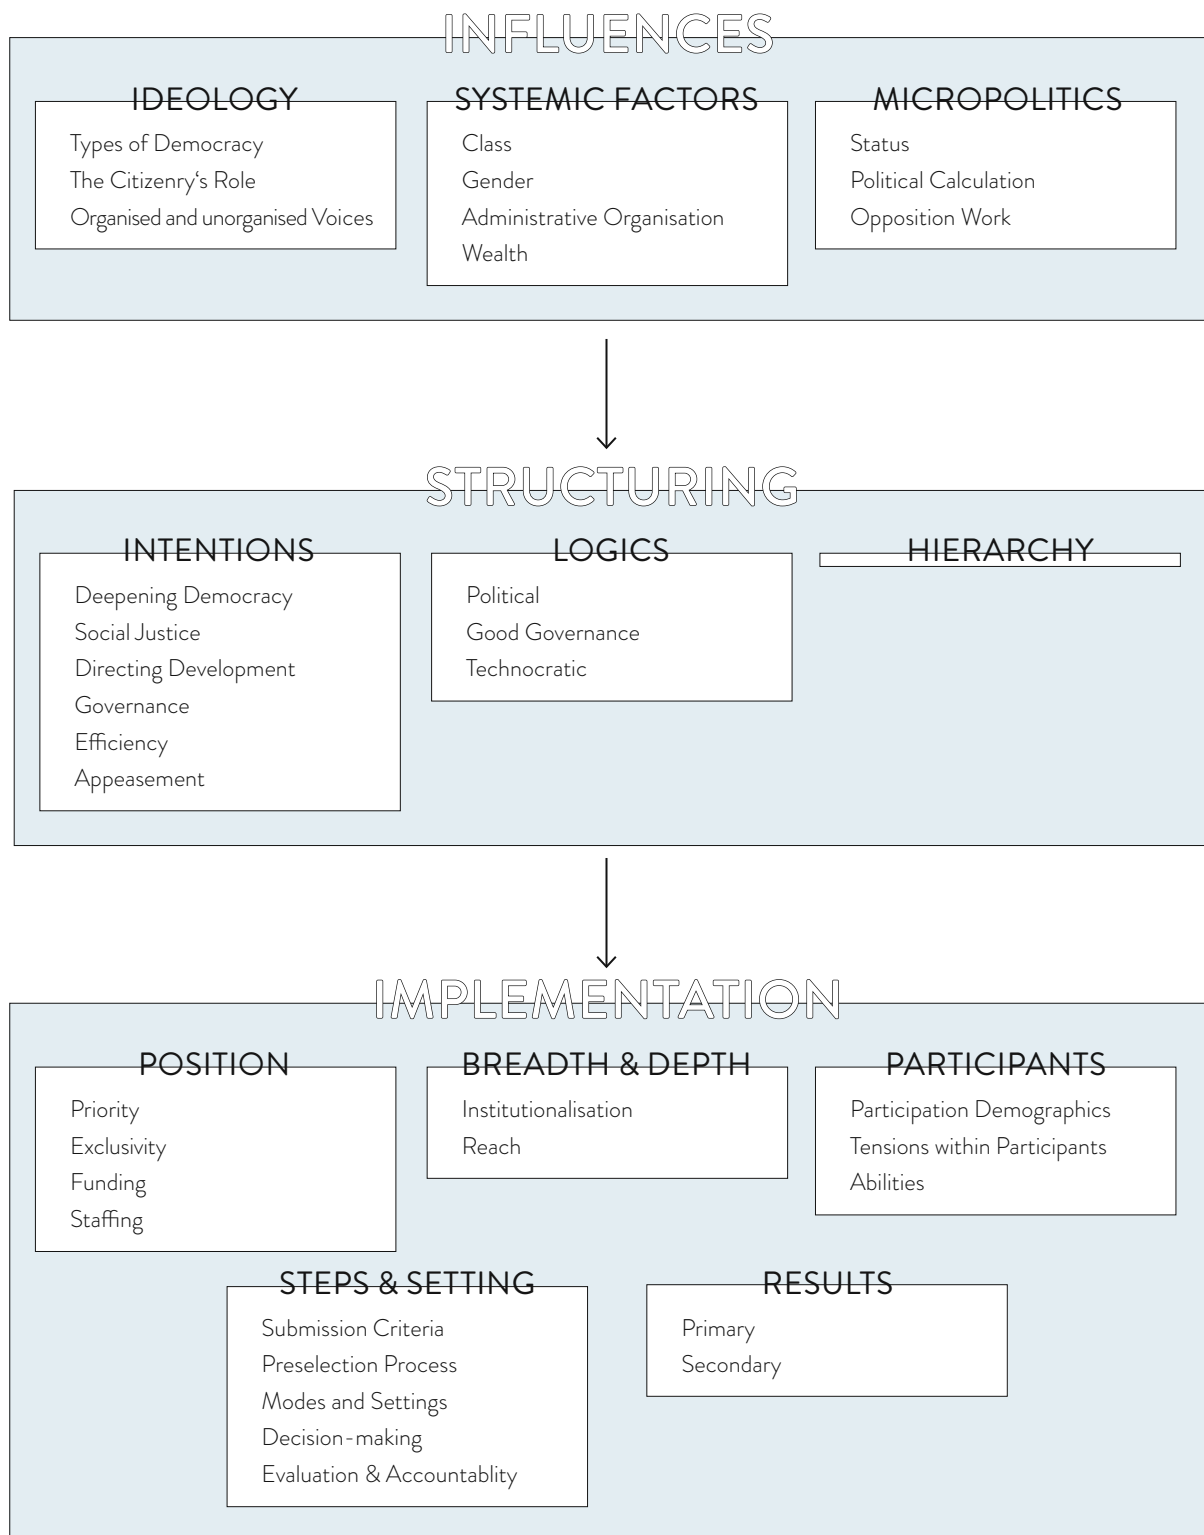 INFLUENCES
IDEOLOGY
Types of Democracy
The Citizenry‘s Role
Organised and unorganised Voices
SYSTEMIC FACTORS
Class
Gender
Administrative Organisation
Wealth
MICROPOLITICS
Status
Political Calculation
Opposition Work
STRUCTURING
INTENTIONS
Deepening Democracy
Social Justice
Directing Development
Governance
Efficiency
Appeasement
LOGICS
Political
Good Governance
Technocratic
HIERARCHY
IMPLEMENTATION
POSITION
Priority
Exclusivity
Funding
Staffing
BREADTH & DEPTH
Institutionalisation
Reach
PARTICIPANTS
Participation Demographics
Tensions within Participants
Abilities
STEPS & SETTING
Submission Criteria
Preselection Process
Modes and Settings
Decision-making
Evaluation & Accountablity
RESULTS
Primary
Secondary